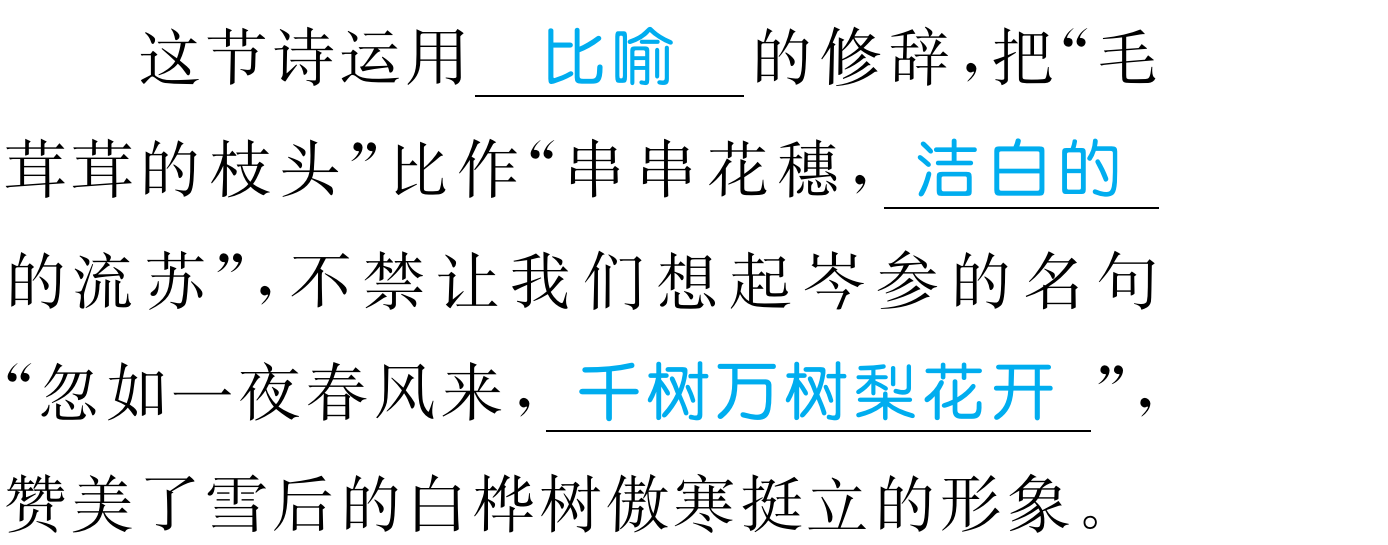 这节诗运用 比喻 的修辞,把“毛
茸茸的枝头”比作“串串花穗,洁白的
的流苏”,不禁让我们想起岑参的名句
“忽如一夜春风来,千树万树梨花开”,
赞美了雪后的白桦树傲寒挺立的形象。